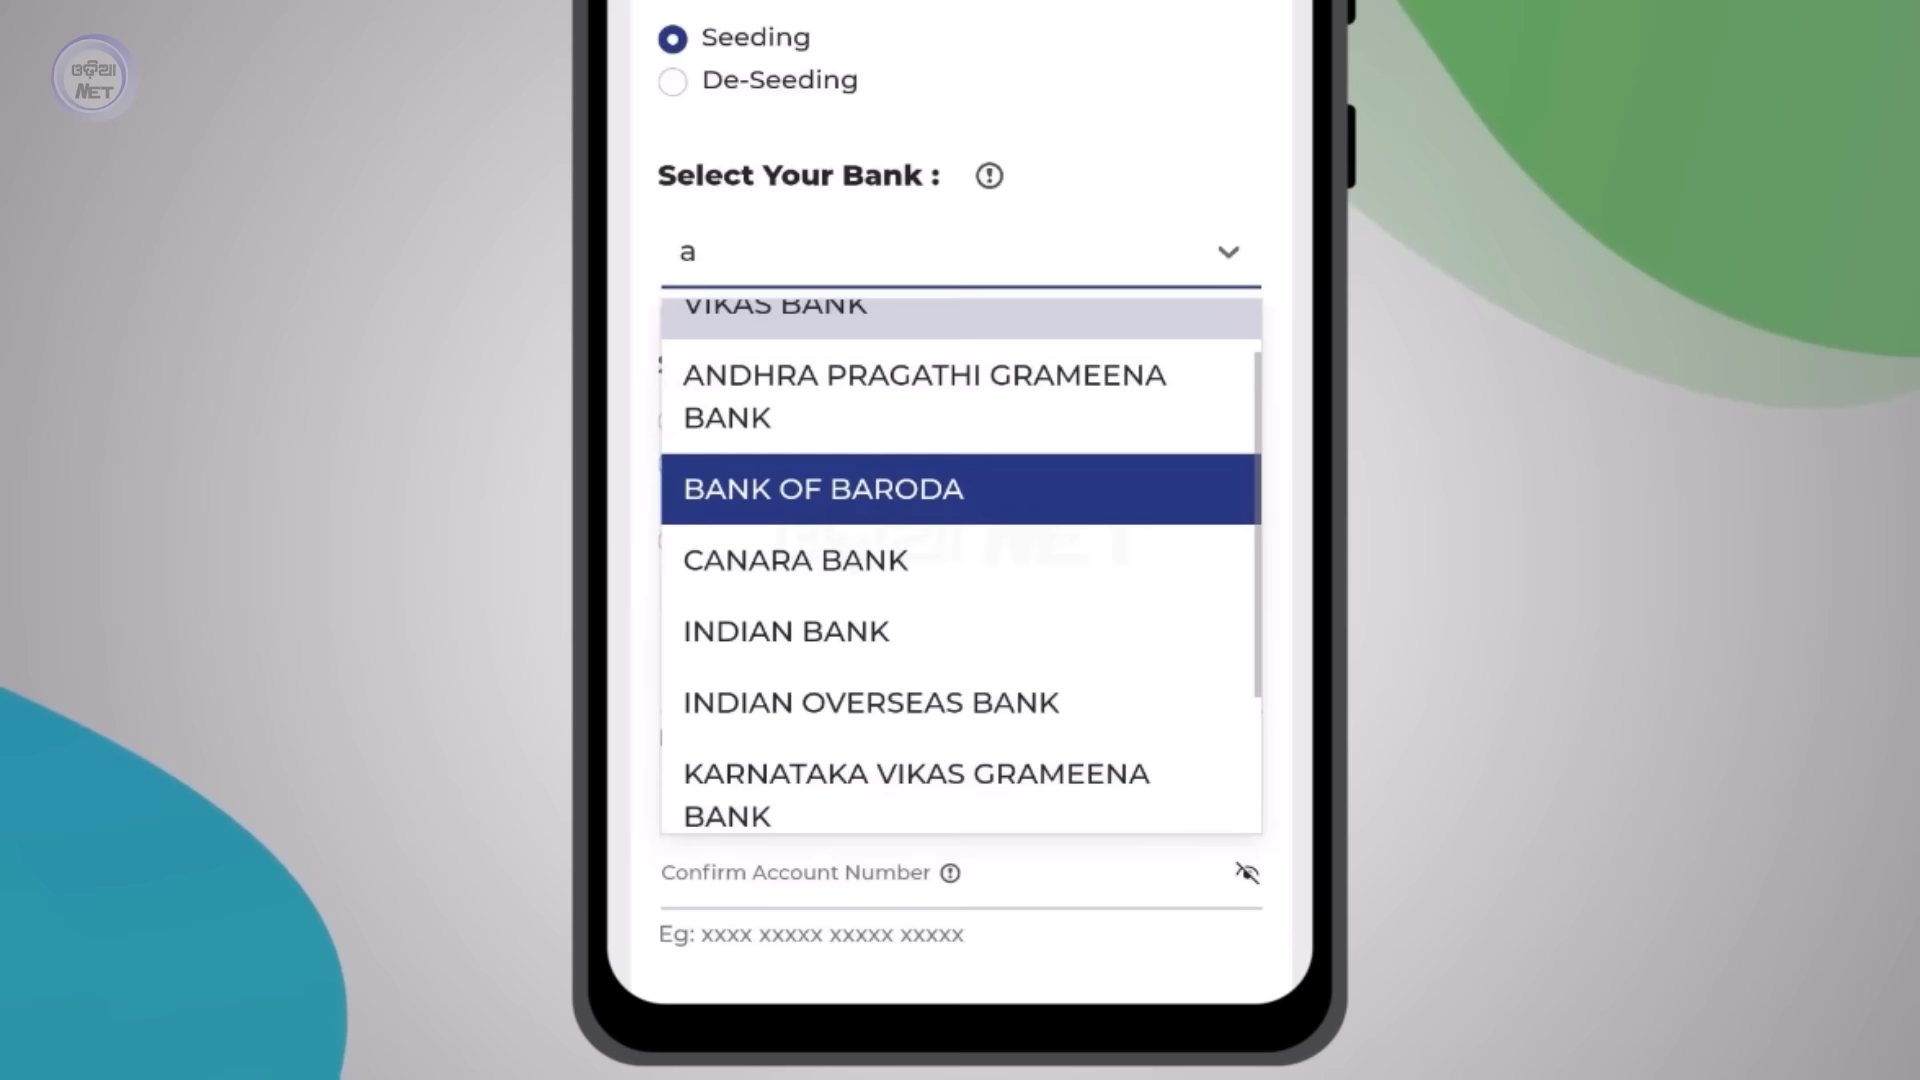 ଓଡ଼ିଆ
NET
Seeding
De-Seeding
Select Your Bank :
a
VIKAS BANK
ANDHRA PRAGATHI GRAMEENA
BANK
BANK OF BARODA
CANARA BANK
INDIAN BANK
INDIAN OVERSEAS BANK
KARNATAKA VIKAS GRAMEENA
BANK
Confirm Account Number
Eg: xxxx xxxxx xxxxx xxxxx